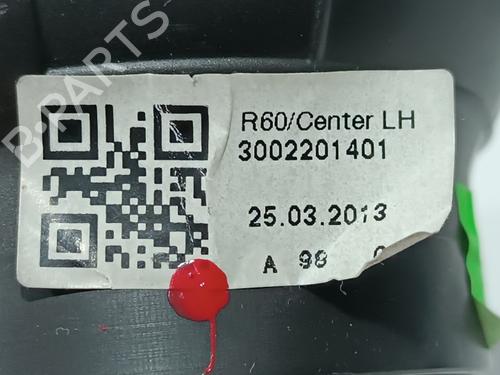 B-PARTS
R60/Center LH
3002201401
25.03.2013
A 98